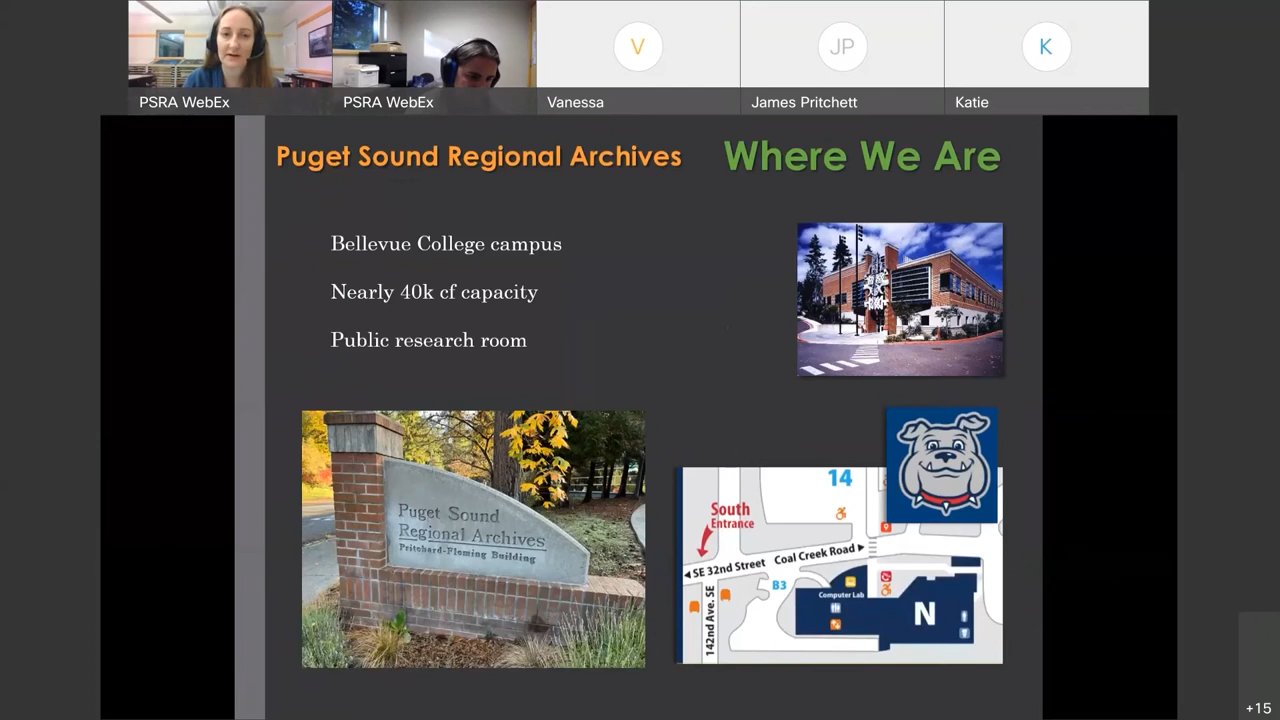 PSRA WebEx
PSRA WebEx
V
Vanessa
JP
James Pritchett
K
Katie
Puget Sound Regional Archives
Where We Are
Bellevue College campus
Nearly 40k cf capacity
Public research room
Puget Sound
Regional Archives
Pritchard-Fleming Building
14
South
Entrance
SE 32nd Street
Coal Creek Road
B3
142nd Ave. SE
Computer Lab
N
+15